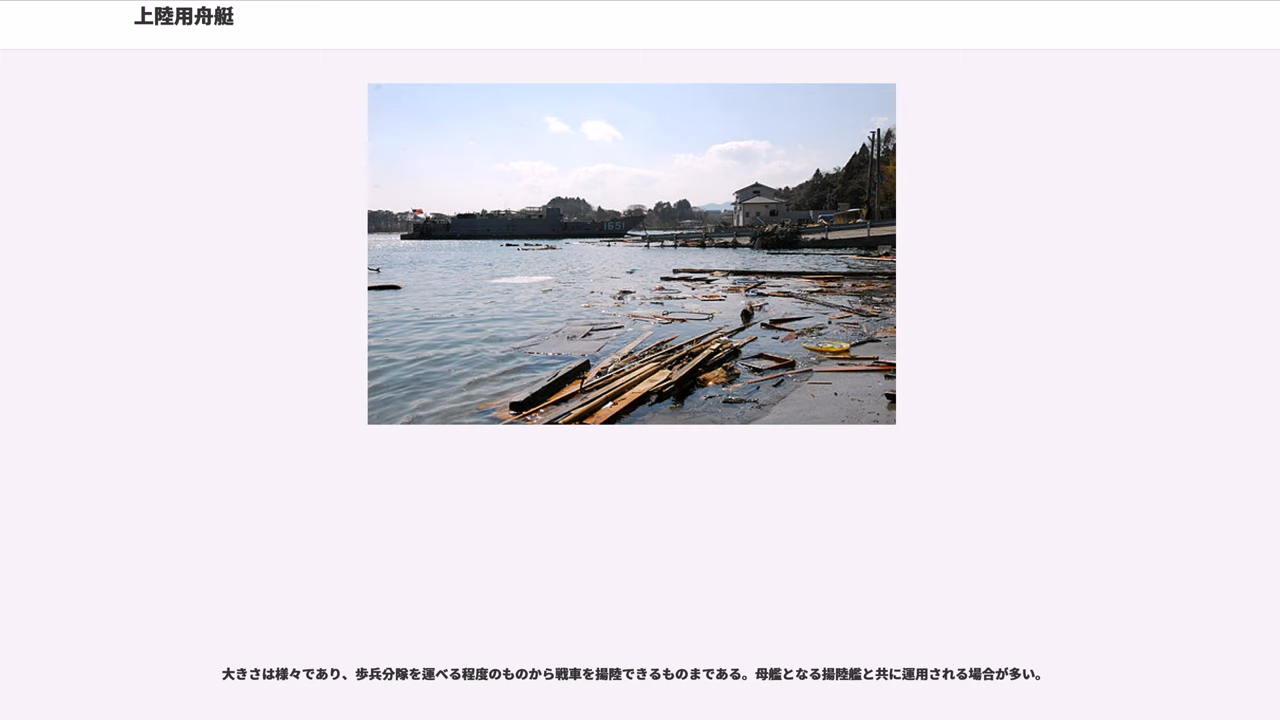 上陸用舟艇
1651
大きさは様々であり、歩兵分隊を運べる程度のものから戦車を揚陸できるものまである。母艦となる揚陸艦と共に運用される場合が多い。